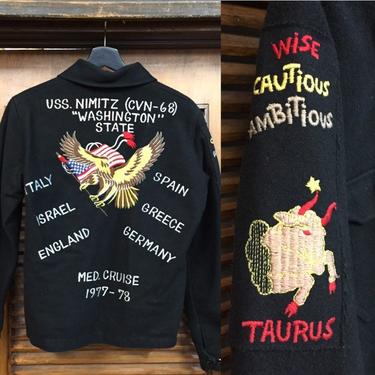 USS. NIMITZ (CVN-68)
"WASHINGTON"
STATE
ITALY
SPAIN
ISRAEL
GREECE
ENGLAND
GERMANY
MED. CRUISE
1977-78
WISE
CAUTIOUS
AMBITIOUS
TAURUS